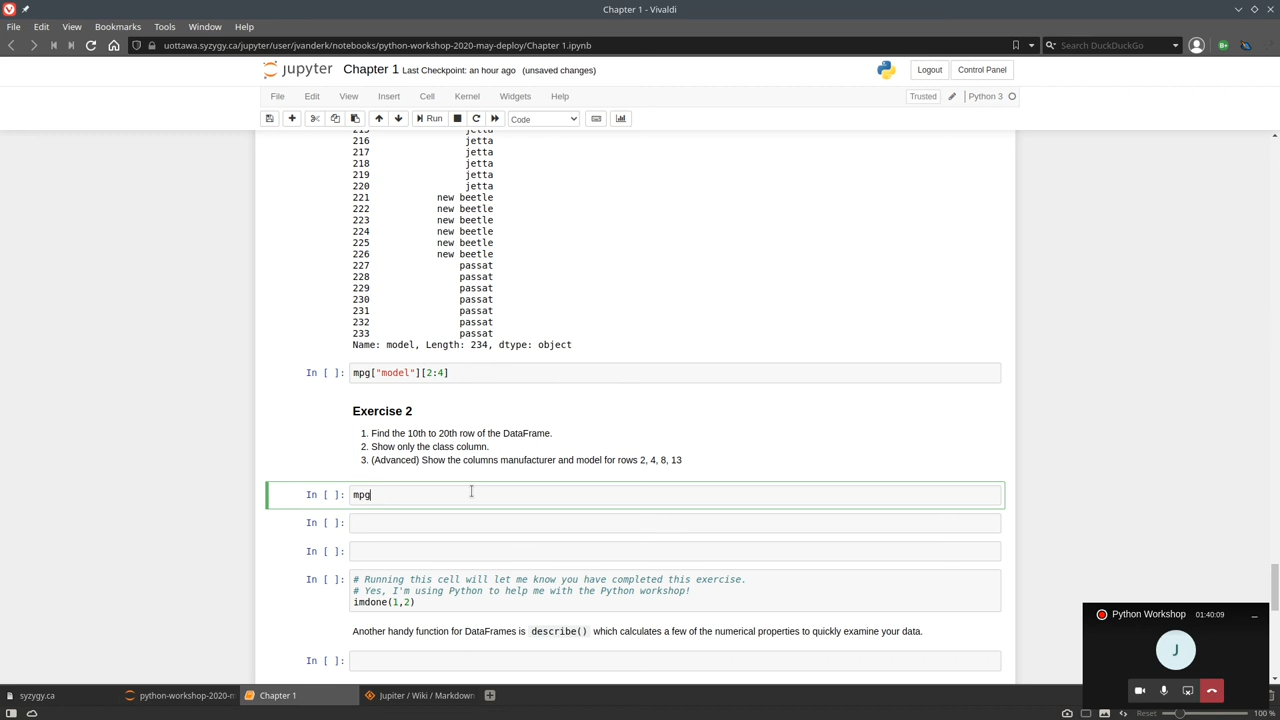 Chapter 1 - Vivaldi
File Edit View Bookmarks Tools Window Help
uottawa.syzygy.ca/jupyter/user/jvanderk/notebooks/python-workshop-2020-may-deploy/Chapter 1.ipynb
Search DuckDuckGo
jupyter Chapter 1 Last Checkpoint: an hour ago (unsaved changes)
Logout Control Panel
File Edit View Insert Cell Kernel Widgets Help
Trusted Python 3
Run Code
215 jetta
216 jetta
217 jetta
218 jetta
219 jetta
220 jetta
221 new beetle
222 new beetle
223 new beetle
224 new beetle
225 new beetle
226 new beetle
227 passat
228 passat
229 passat
230 passat
231 passat
232 passat
233 passat
Name: model, Length: 234, dtype: object
In [ ]: mpg["model"][2:4]
Exercise 2
1. Find the 10th to 20th row of the DataFrame.
2. Show only the class column.
3. (Advanced) Show the columns manufacturer and model for rows 2, 4, 8, 13
In [ ]: mpg
In [ ]:
In [ ]:
In [ ]: # Running this cell will let me know you have completed this exercise.
# Yes, I'm using Python to help me with the Python workshop!
imdone(1,2)
Another handy function for DataFrames is describe() which calculates a few of the numerical properties to quickly examine your data.
In [ ]:
Python Workshop 01:40:09
J
syzygy.ca python-workshop-2020-m Chapter 1 Jupiter / Wiki / Markdown
Reset 100 %